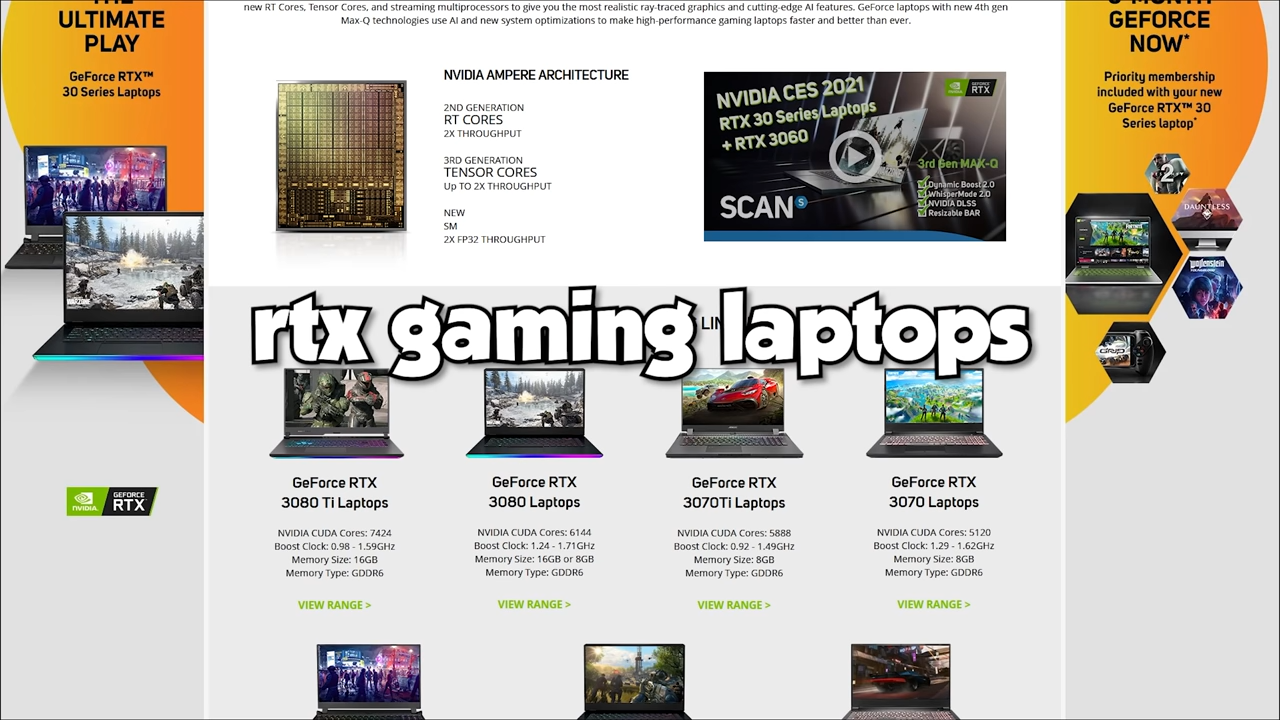 THE
ULTIMATE
PLAY
GeForce RTX™
30 Series Laptops
NVIDIA
GEFORCE
RTX
new RT Cores, Tensor Cores, and streaming multiprocessors to give you the most realistic ray-traced graphics and cutting-edge AI features. GeForce laptops with new 4th gen
Max-Q technologies use AI and new system optimizations to make high-performance gaming laptops faster and better than ever.
NVIDIA AMPERE ARCHITECTURE
2ND GENERATION
RT CORES
2X THROUGHPUT
3RD GENERATION
TENSOR CORES
Up TO 2X THROUGHPUT
NEW
SM
2X FP32 THROUGHPUT
NVIDIA CES 2021
RTX 30 Series Laptops
+ RTX 3060
NVIDIA
GEFORCE
RTX
3rd Gen MAX-Q
Dynamic Boost 2.0
WhisperMode 2.0
NVIDIA DLSS
Resizable BAR
SCAN
S
rtx gaming laptops
GeForce RTX
3080 Ti Laptops
NVIDIA CUDA Cores: 7424
Boost Clock: 0.98 - 1.59GHz
Memory Size: 16GB
Memory Type: GDDR6
VIEW RANGE >
GeForce RTX
3080 Laptops
NVIDIA CUDA Cores: 6144
Boost Clock: 1.24 - 1.71GHz
Memory Size: 16GB or 8GB
Memory Type: GDDR6
VIEW RANGE >
GeForce RTX
3070Ti Laptops
NVIDIA CUDA Cores: 5888
Boost Clock: 0.92 - 1.49GHz
Memory Size: 8GB
Memory Type: GDDR6
VIEW RANGE >
GeForce RTX
3070 Laptops
NVIDIA CUDA Cores: 5120
Boost Clock: 1.29 - 1.62GHz
Memory Size: 8GB
Memory Type: GDDR6
VIEW RANGE >
GEFORCE
NOW*
Priority membership
included with your new
GeForce RTX™ 30
Series laptop*
2
DAUNTLESS
Wolfenstein
GRIP
WARZONE